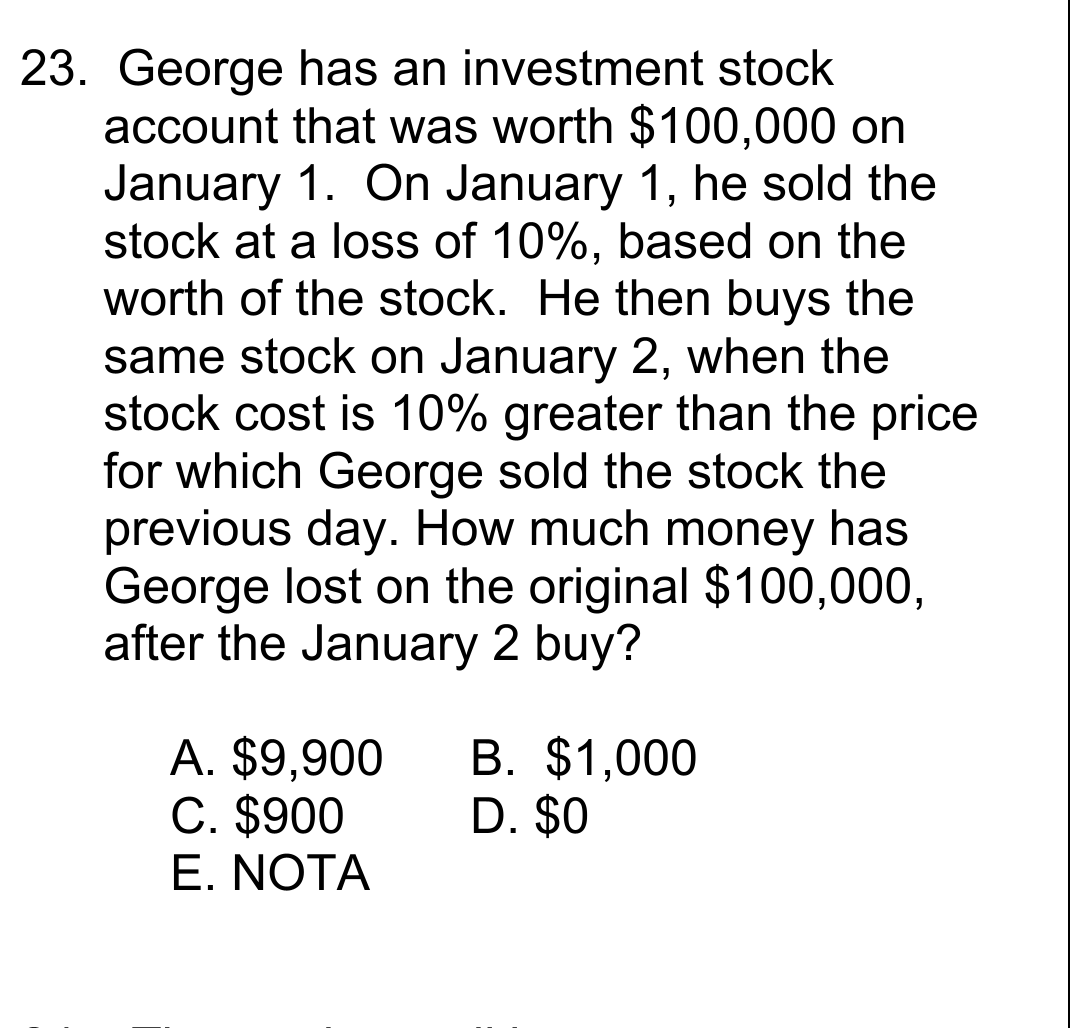 23. George has an investment stock
account that was worth $100,000 on
January 1. On January 1, he sold the
stock at a loss of 10%, based on the
worth of the stock. He then buys the
same stock on January 2, when the
stock cost is 10% greater than the price
for which George sold the stock the
previous day. How much money has
George lost on the original $100,000,
after the January 2 buy?
A. $9,900 B. $1,000
C. $900 D. $0
E. NOTA